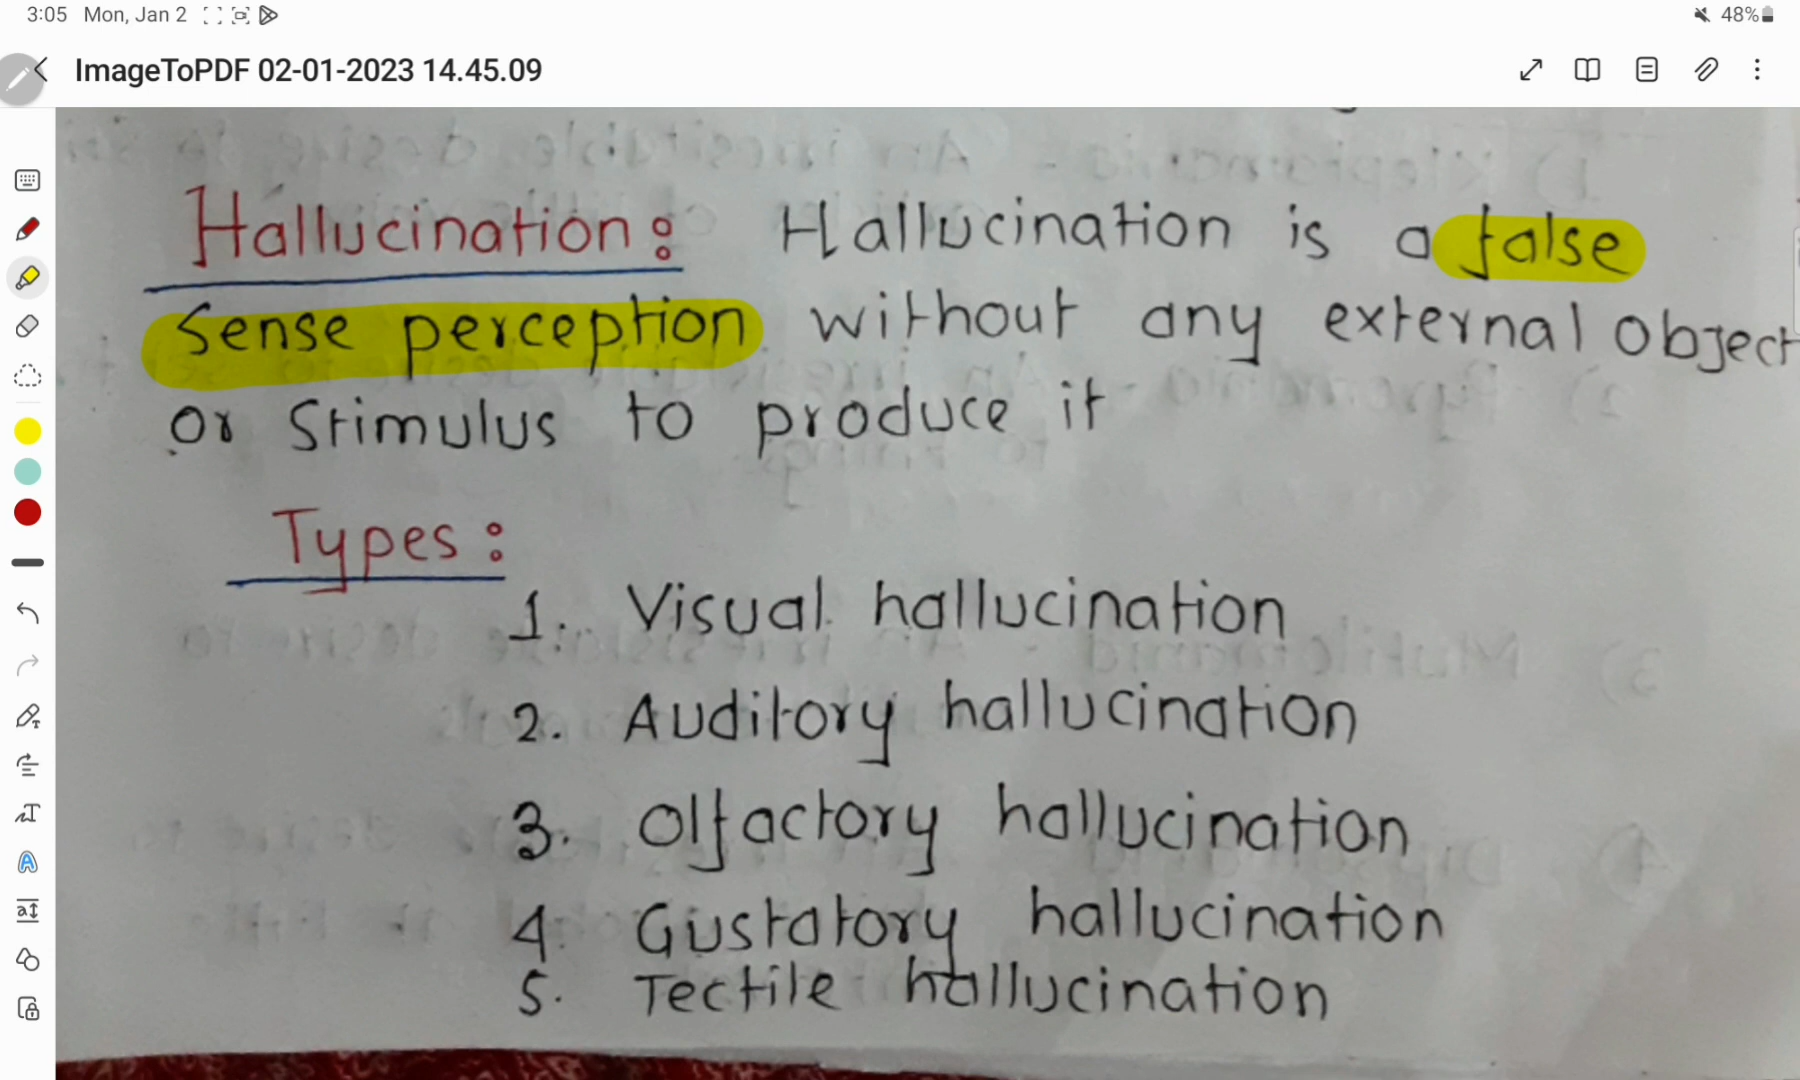 3:05 Mon, Jan 2
48%
ImageToPDF 02-01-2023 14.45.09
Hallucination: Hallucination is a false
Sense perception without any external object
or Stimulus to produce it
Types:
1. Visual hallucination
2. Auditory hallucination
3. Olfactory hallucination
4. Gustatory hallucination
5. Tectile hallucination